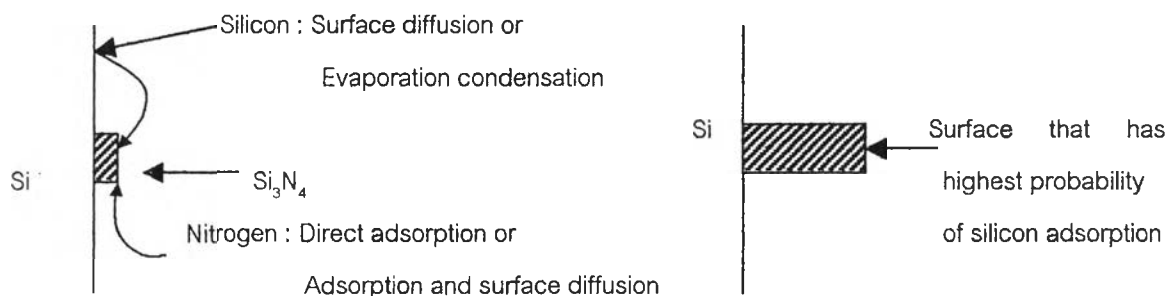 Silicon : Surface diffusion or
Evaporation condensation
Si
Si₃N₄
Nitrogen : Direct adsorption or
Adsorption and surface diffusion
Si
Surface that has
highest probability
of silicon adsorption